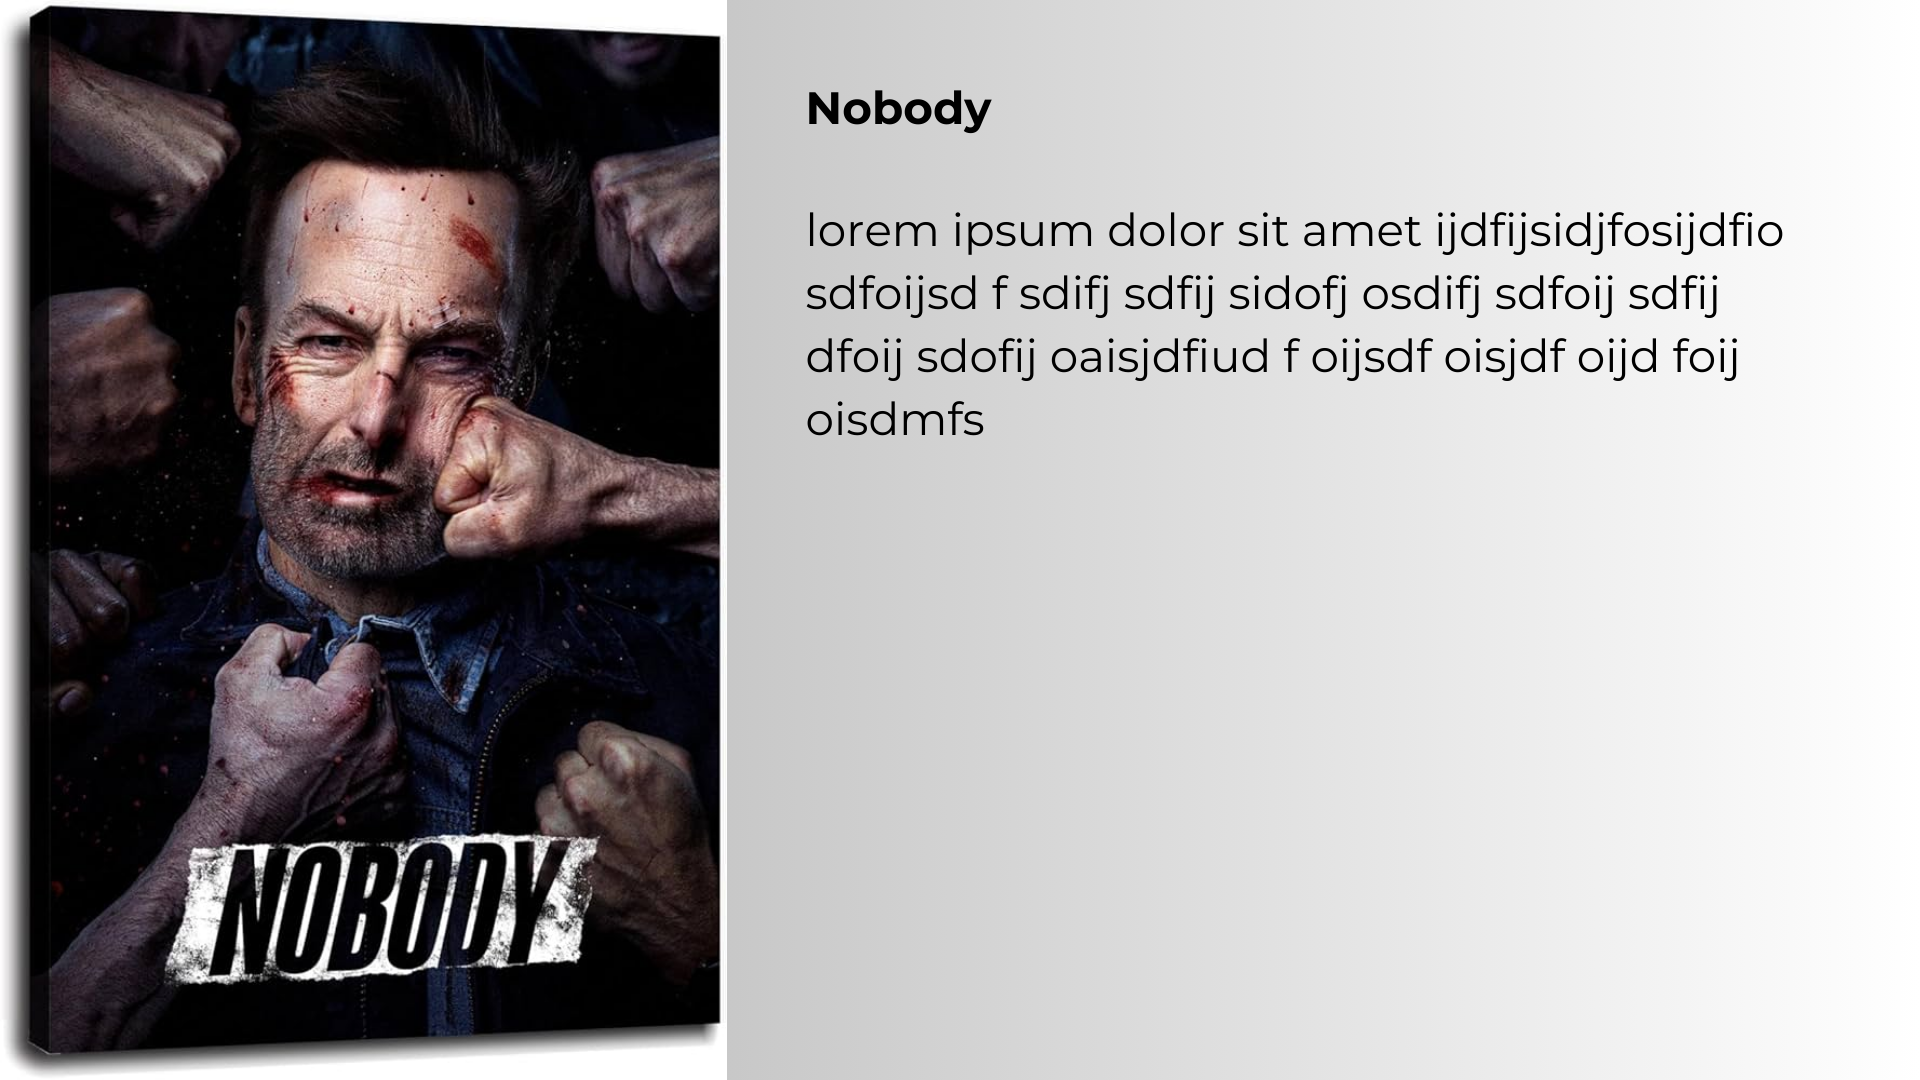 Nobody
lorem ipsum dolor sit amet ijdfijsidjfosijdfio
sdfoijsd f sdifj sdfij sidofj osdifj sdfoij sdfij
dfoij sdofij oaisjdfiud f oijsdf oisjdf oijd foij
oisdmfs
NOBODY